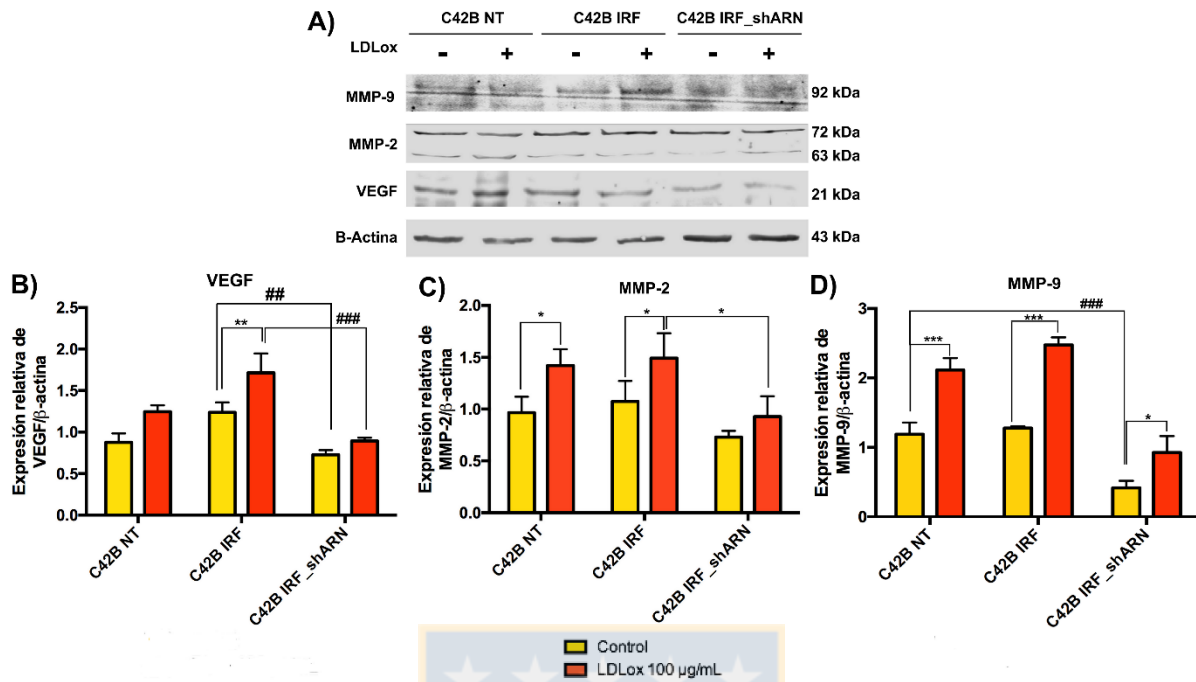 A)
C42B NT C42B IRF C42B IRF_shARN
LDLox - + - + - +
MMP-9 92 kDa
MMP-2 72 kDa
63 kDa
VEGF 21 kDa
B-Actina 43 kDa
B)
VEGF
Expresión relativa de
VEGF/β-actina
2.5
2.0
1.5
1.0
0.5
0.0
##
**
###
C42B NT
C42B IRF
C42B IRF_shARN
C)
MMP-2
Expresión relativa de
MMP-2/β-actina
2.0
1.5
1.0
0.5
0.0
*
*
*
C42B NT
C42B IRF
C42B IRF_shARN
D)
MMP-9
Expresión relativa de
MMP-9/β-actina
3
2
1
0
###
***
***
*
C42B NT
C42B IRF
C42B IRF_shARN
Control
LDLox 100 µg/mL